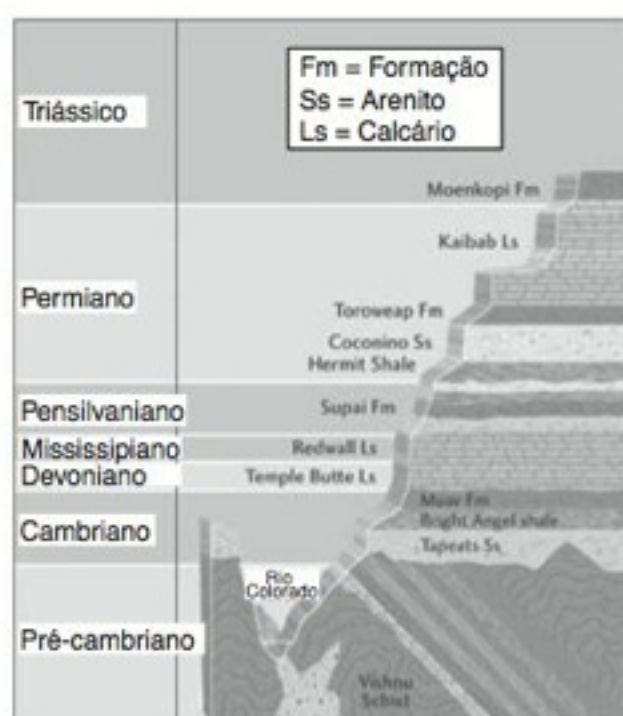 Fm = Formação
Ss = Arenito
Ls = Calcário
Triássico
Moenkopi Fm
Kaibab Ls
Permiano
Toroweap Fm
Coconino Ss
Hermit Shale
Pensilvaniano
Supai Fm
Mississipiano
Redwall Ls
Devoniano
Temple Butte Ls
Muav Fm
Bright Angel shale
Cambriano
Tapeats Ss
Rio
Colorado
Pré-cambriano
Vishnu
Schist